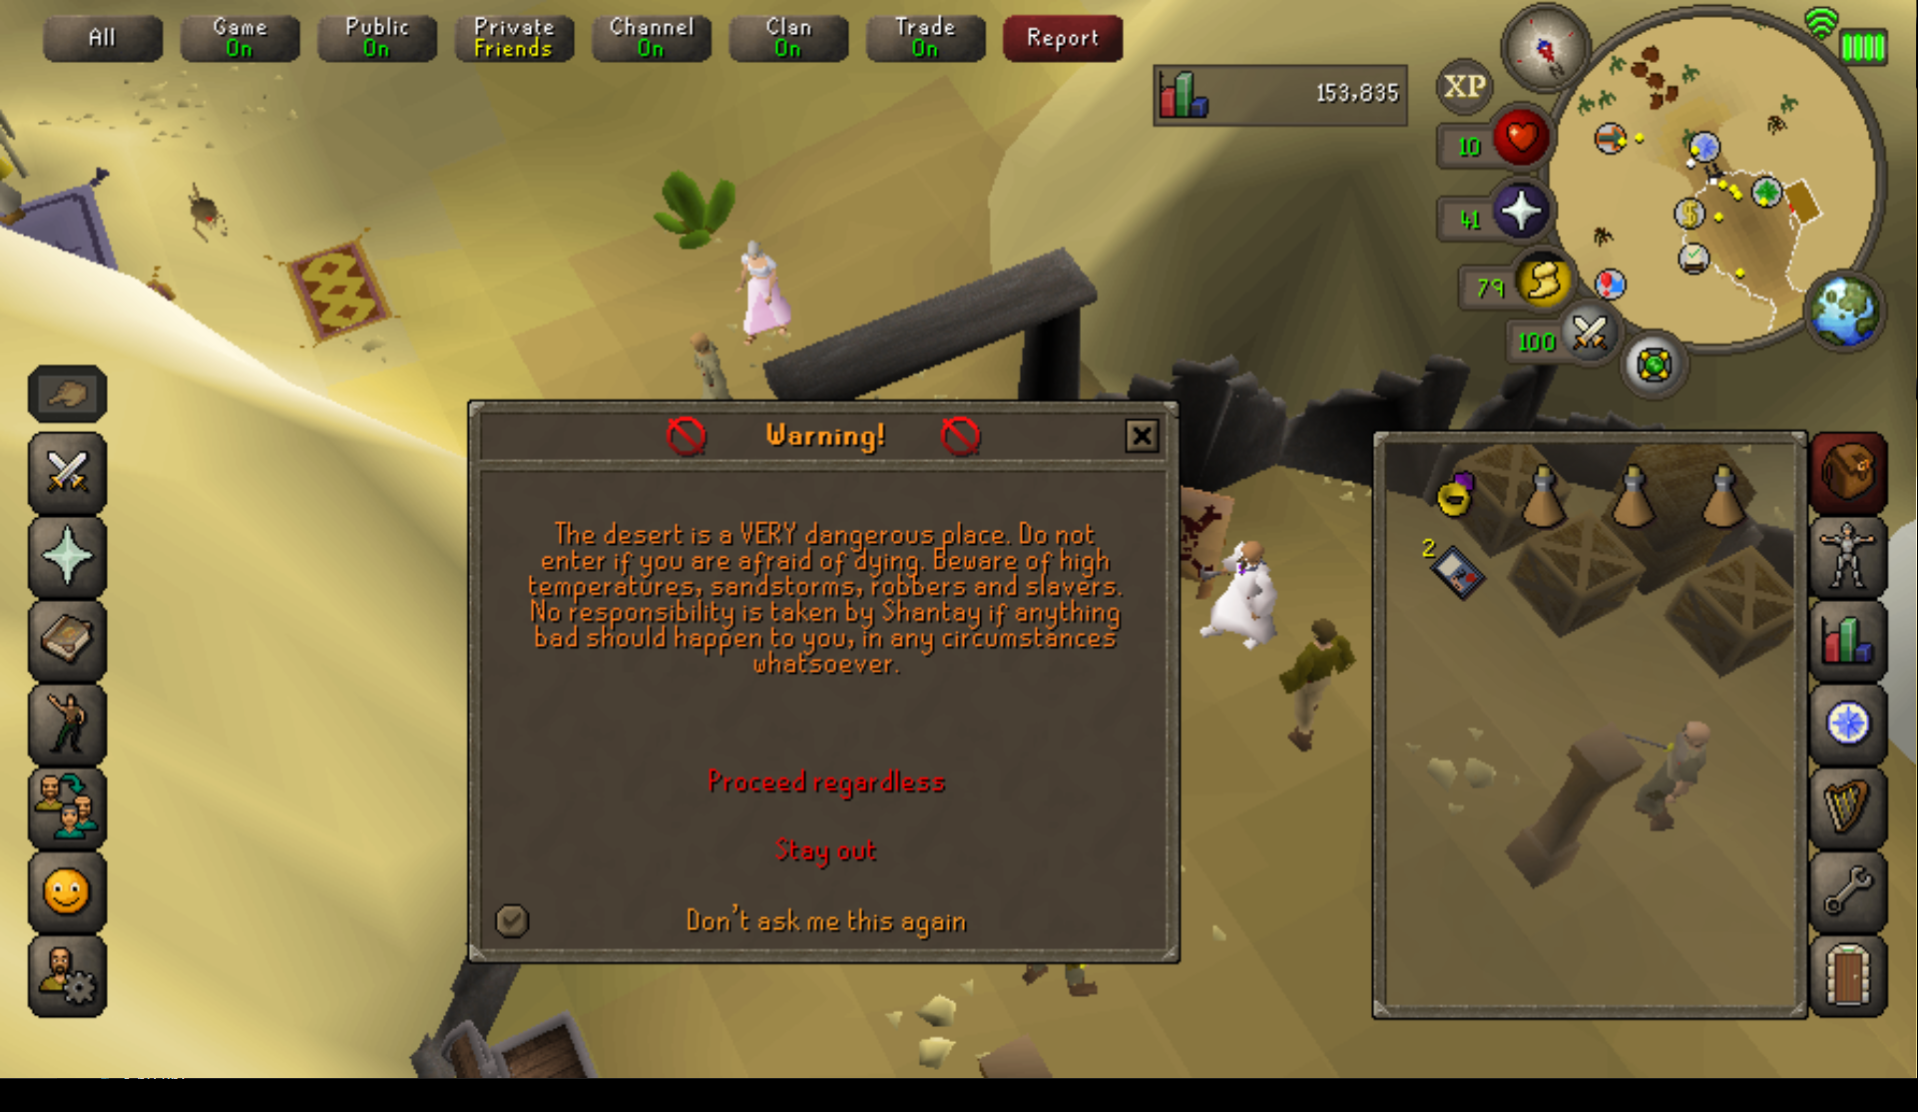 All
Game
On
Public
On
Private
Friends
Channel
On
Clan
On
Trade
On
Report
153,835
XP
10
41
79
100
Warning!
The desert is a VERY dangerous place. Do not
enter if you are afraid of dying. Beware of high
temperatures, sandstorms, robbers and slavers.
No responsibility is taken by Shantay if anything
bad should happen to you, in any circumstances
whatsoever.
Proceed regardless
Stay out
Don't ask me this again
2